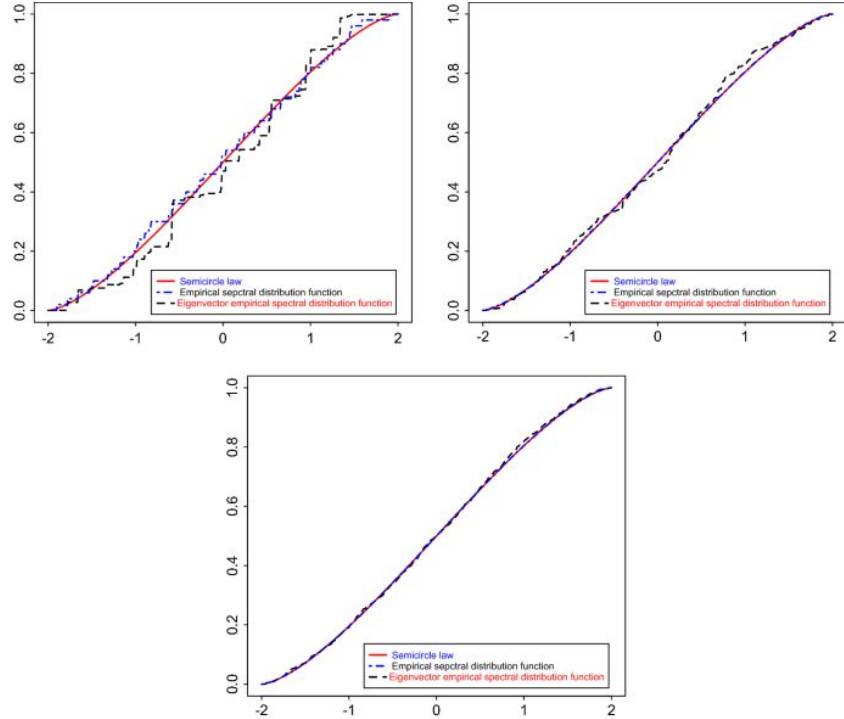 1.0
0.8
0.6
0.4
0.2
0.0
Semicircle law
Empirical sepctral distribution function
Eigenvector empirical spectral distribution function
-2 -1 0 1 2
1.0
0.8
0.6
0.4
0.2
0.0
Semicircle law
Empirical sepctral distribution function
Eigenvector empirical spectral distribution function
-2 -1 0 1 2
1.0
0.8
0.6
0.4
0.2
0.0
Semicircle law
Empirical sepctral distribution function
Eigenvector empirical spectral distribution function
-2 -1 0 1 2